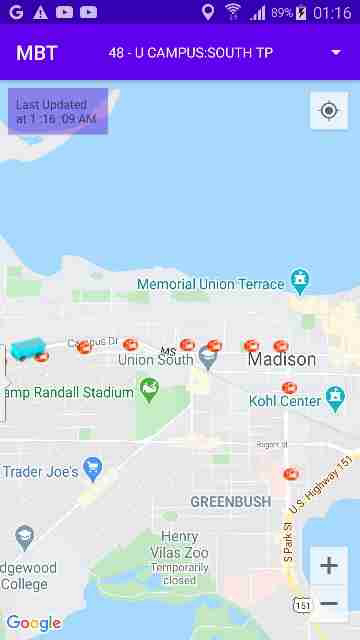 89% 01:16
MBT
48 - U CAMPUS:SOUTH TP
Last Updated
at 1 :16 :09 AM
Memorial Union Terrace
Campus Dr
MS
Union South
Madison
amp Randall Stadium
Kohl Center
Rogers St
Trader Joe's
U.S. Highway 151
GREENBUSH
S Park St
Henry
Vilas Zoo
Temporarily
closed
dgewood
College
151
Google